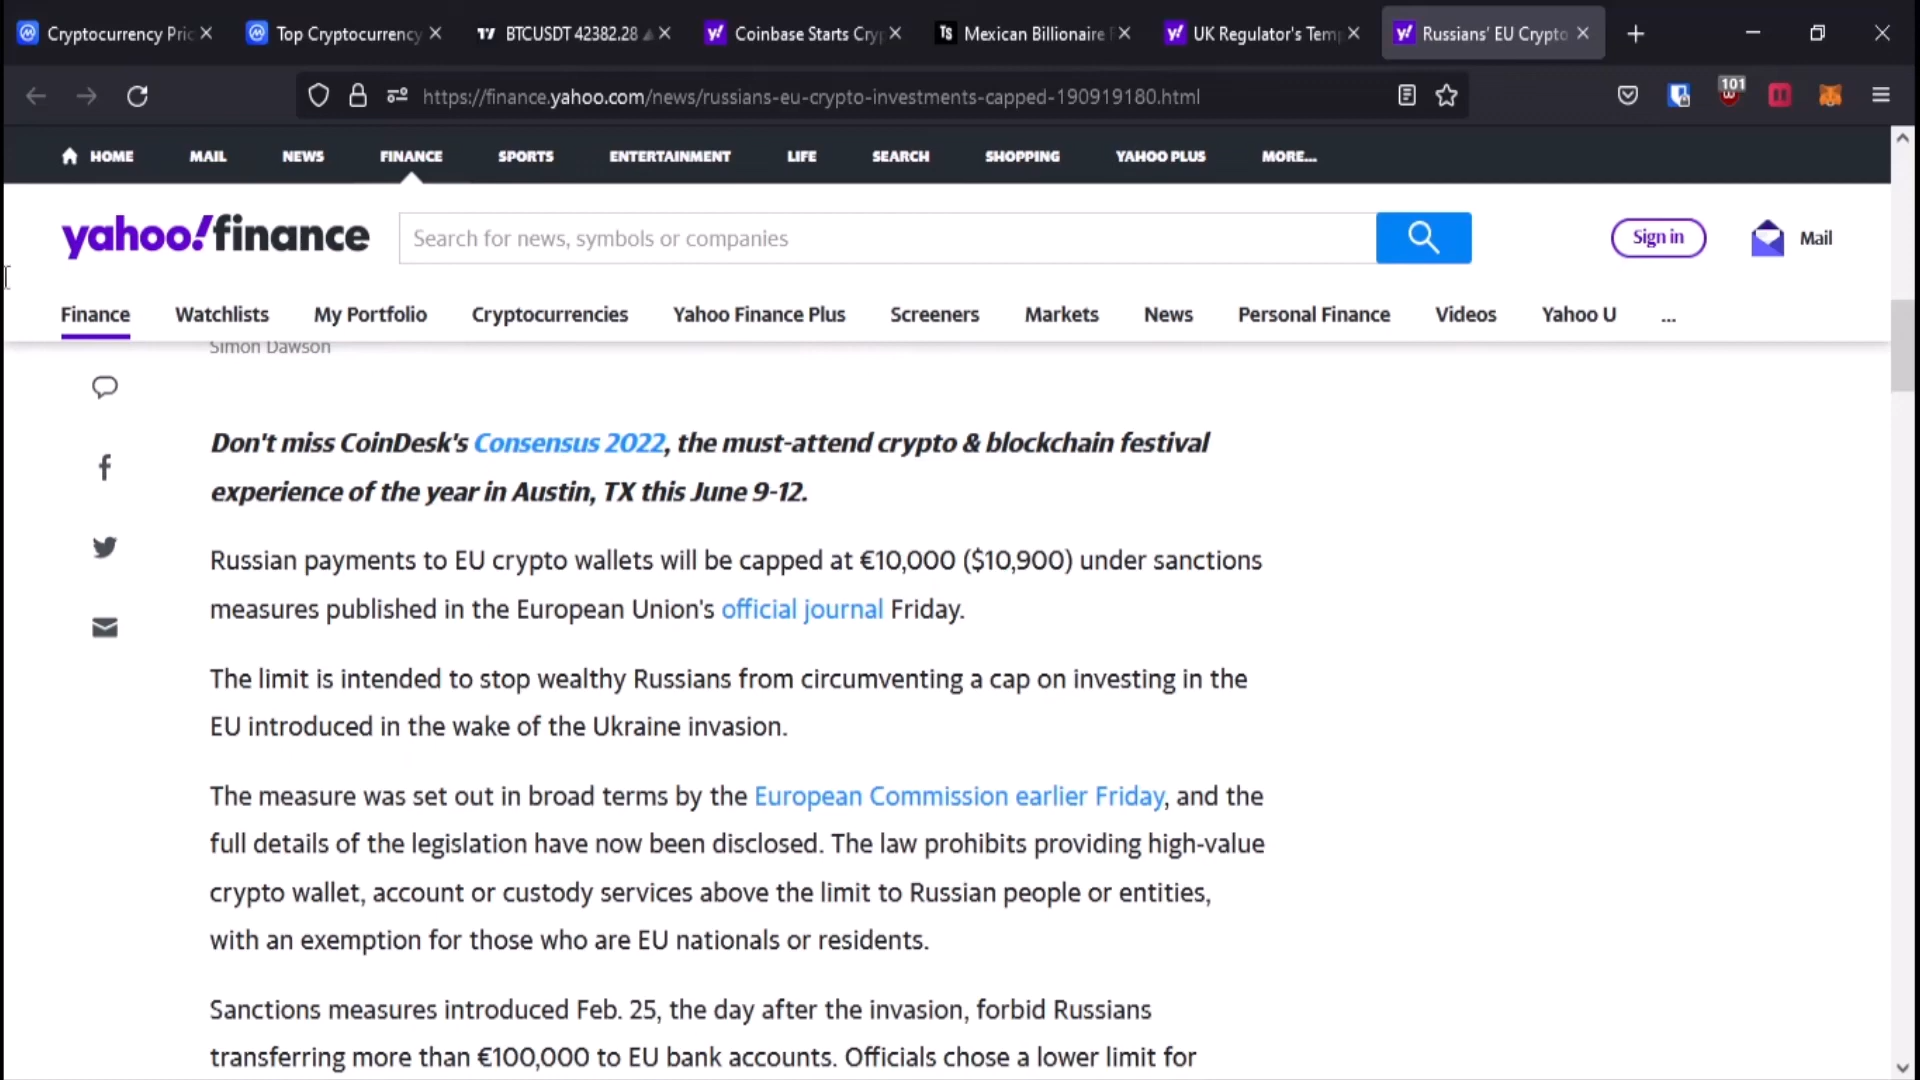 Cryptocurrency Pric
Top Cryptocurrency
BTCUSDT 42382.28
Coinbase Starts Cryp
Mexican Billionaire
UK Regulator's Temp
Russians' EU Crypto
https://finance.yahoo.com/news/russians-eu-crypto-investments-capped-190919180.html
101
HOME MAIL NEWS FINANCE SPORTS ENTERTAINMENT LIFE SEARCH SHOPPING YAHOO PLUS MORE...
yahoo!finance
Search for news, symbols or companies
Sign in
Mail
Finance Watchlists My Portfolio Cryptocurrencies Yahoo Finance Plus Screeners Markets News Personal Finance Videos Yahoo U ...
Simon Dawson
Don't miss CoinDesk's Consensus 2022, the must-attend crypto & blockchain festival
experience of the year in Austin, TX this June 9-12.
Russian payments to EU crypto wallets will be capped at €10,000 ($10,900) under sanctions
measures published in the European Union's official journal Friday.
The limit is intended to stop wealthy Russians from circumventing a cap on investing in the
EU introduced in the wake of the Ukraine invasion.
The measure was set out in broad terms by the European Commission earlier Friday, and the
full details of the legislation have now been disclosed. The law prohibits providing high-value
crypto wallet, account or custody services above the limit to Russian people or entities,
with an exemption for those who are EU nationals or residents.
Sanctions measures introduced Feb. 25, the day after the invasion, forbid Russians
transferring more than €100,000 to EU bank accounts. Officials chose a lower limit for